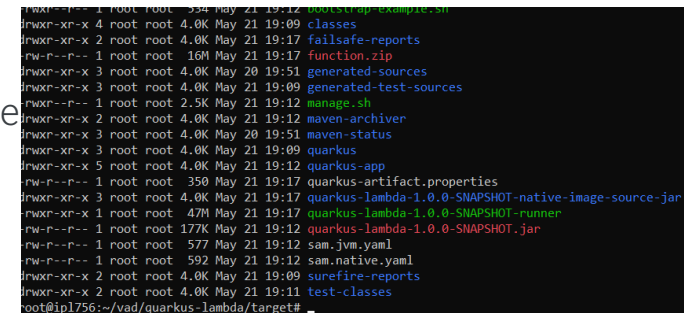 -rwxr--r-- 1 root root 534 May 21 19:12 bootstrap-example.sh
drwxr-xr-x 4 root root 4.0K May 21 19:09 classes
drwxr-xr-x 2 root root 4.0K May 21 19:17 failsafe-reports
-rw-r--r-- 1 root root 16M May 21 19:17 function.zip
drwxr-xr-x 3 root root 4.0K May 20 19:51 generated-sources
drwxr-xr-x 3 root root 4.0K May 21 19:09 generated-test-sources
e
-rwxr--r-- 1 root root 2.5K May 21 19:12 manage.sh
drwxr-xr-x 2 root root 4.0K May 21 19:12 maven-archiver
drwxr-xr-x 3 root root 4.0K May 20 19:51 maven-status
drwxr-xr-x 3 root root 4.0K May 21 19:09 quarkus
drwxr-xr-x 5 root root 4.0K May 21 19:12 quarkus-app
-rw-r--r-- 1 root root 350 May 21 19:17 quarkus-artifact.properties
drwxr-xr-x 3 root root 4.0K May 21 19:17 quarkus-lambda-1.0.0-SNAPSHOT-native-image-source-jar
-rwxr-xr-x 1 root root 47M May 21 19:17 quarkus-lambda-1.0.0-SNAPSHOT-runner
-rw-r--r-- 1 root root 177K May 21 19:12 quarkus-lambda-1.0.0-SNAPSHOT.jar
-rw-r--r-- 1 root root 577 May 21 19:12 sam.jvm.yaml
-rw-r--r-- 1 root root 592 May 21 19:12 sam.native.yaml
drwxr-xr-x 2 root root 4.0K May 21 19:09 surefire-reports
drwxr-xr-x 2 root root 4.0K May 21 19:11 test-classes
root@ipl756:~/vad/quarkus-lambda/target# _